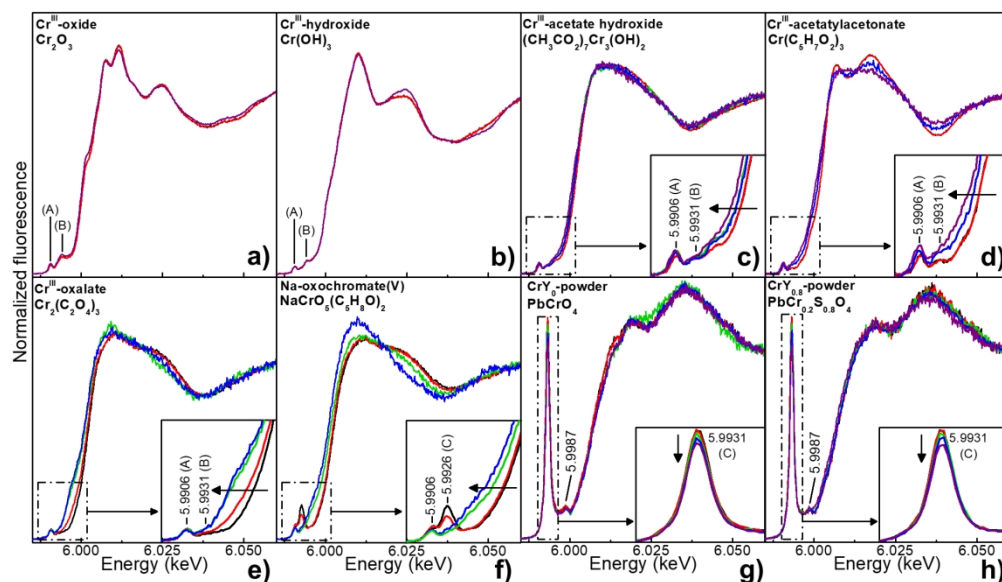 Normalized fluorescence
Cr^III-oxide
Cr₂O₃
(A)
(B)
a)
Cr^III-hydroxide
Cr(OH)₃
(A)
(B)
b)
Cr^III-acetate hydroxide
(CH₃CO₂)₇Cr₃(OH)₂
5.9906 (A)
5.9931 (B)
c)
Cr^III-acetylacetonate
Cr(C₅H₇O₂)₃
5.9906 (A)
5.9931 (B)
d)
Cr^III-oxalate
Cr₂(C₂O₄)₃
5.9906 (A)
5.9931 (B)
6.000
6.025
6.050
Energy (keV)
e)
Na-oxochromate(V)
NaCrO₅(C₅H₈O)₂
5.9906
5.9926 (C)
6.000
6.025
6.050
Energy (keV)
f)
CrY₀-powder
PbCrO₄
5.9987
5.9931
(C)
6.000
6.025
6.050
Energy (keV)
g)
CrY₀.₈-powder
PbCr₀.₂S₀.₈O₄
5.9987
5.9931
(C)
6.000
6.025
6.050
Energy (keV)
h)